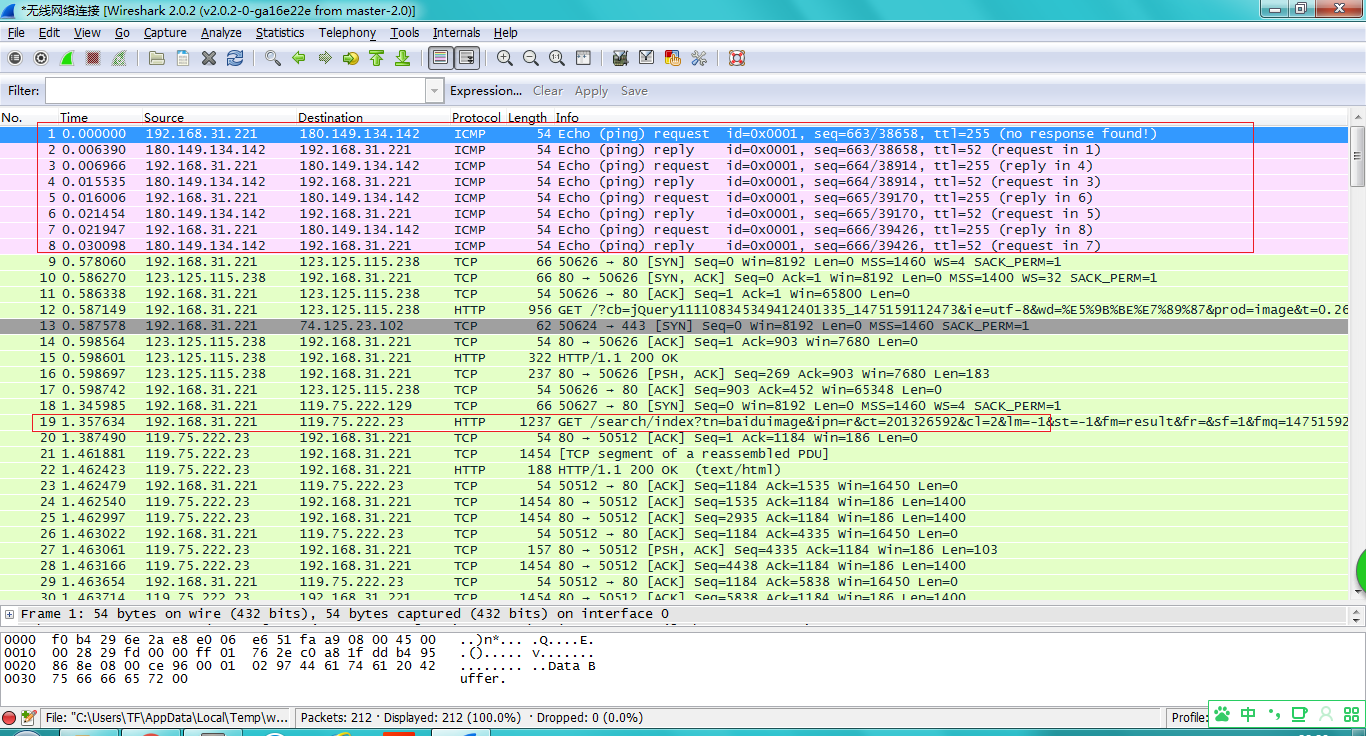 *无线网络连接 [Wireshark 2.0.2 (v2.0.2-0-ga16e22e from master-2.0)]
File Edit View Go Capture Analyze Statistics Telephony Tools Internals Help
Filter: Expression... Clear Apply Save
No. Time Source Destination Protocol Length Info
1 0.000000 192.168.31.221 180.149.134.142 ICMP 54 Echo (ping) request id=0x0001, seq=663/38658, ttl=255 (no response found!)
2 0.006390 180.149.134.142 192.168.31.221 ICMP 54 Echo (ping) reply id=0x0001, seq=663/38658, ttl=52 (request in 1)
3 0.006966 192.168.31.221 180.149.134.142 ICMP 54 Echo (ping) request id=0x0001, seq=664/38914, ttl=255 (reply in 4)
4 0.015535 180.149.134.142 192.168.31.221 ICMP 54 Echo (ping) reply id=0x0001, seq=664/38914, ttl=52 (request in 3)
5 0.016006 192.168.31.221 180.149.134.142 ICMP 54 Echo (ping) request id=0x0001, seq=665/39170, ttl=255 (reply in 6)
6 0.021454 180.149.134.142 192.168.31.221 ICMP 54 Echo (ping) reply id=0x0001, seq=665/39170, ttl=52 (request in 5)
7 0.021947 192.168.31.221 180.149.134.142 ICMP 54 Echo (ping) request id=0x0001, seq=666/39426, ttl=255 (reply in 8)
8 0.030098 180.149.134.142 192.168.31.221 ICMP 54 Echo (ping) reply id=0x0001, seq=666/39426, ttl=52 (request in 7)
9 0.578060 192.168.31.221 123.125.115.238 TCP 66 50626 → 80 [SYN] Seq=0 Win=8192 Len=0 MSS=1460 WS=4 SACK_PERM=1
10 0.586270 123.125.115.238 192.168.31.221 TCP 66 80 → 50626 [SYN, ACK] Seq=0 Ack=1 Win=8192 Len=0 MSS=1400 WS=32 SACK_PERM=1
11 0.586338 192.168.31.221 123.125.115.238 TCP 54 50626 → 80 [ACK] Seq=1 Ack=1 Win=65800 Len=0
12 0.587149 192.168.31.221 123.125.115.238 HTTP 956 GET /?cb=jQuery111108345349412401335_1475159112473&ie=utf-8&wd=%E5%9B%BE%E7%89%87&prod=image&t=0.26
13 0.587578 192.168.31.221 74.125.23.102 TCP 62 50624 → 443 [SYN] Seq=0 Win=8192 Len=0 MSS=1460 SACK_PERM=1
14 0.598564 123.125.115.238 192.168.31.221 TCP 54 80 → 50626 [ACK] Seq=1 Ack=903 Win=7680 Len=0
15 0.598601 123.125.115.238 192.168.31.221 HTTP 322 HTTP/1.1 200 OK
16 0.598697 123.125.115.238 192.168.31.221 TCP 237 80 → 50626 [PSH, ACK] Seq=269 Ack=903 Win=7680 Len=183
17 0.598742 192.168.31.221 123.125.115.238 TCP 54 50626 → 80 [ACK] Seq=903 Ack=452 Win=65348 Len=0
18 1.345985 192.168.31.221 119.75.222.129 TCP 66 50627 → 80 [SYN] Seq=0 Win=8192 Len=0 MSS=1460 WS=4 SACK_PERM=1
19 1.357634 192.168.31.221 119.75.222.23 HTTP 1237 GET /search/index?tn=baiduimage&ipn=r&ct=201326592&cl=2&lm=-1&st=-1&fm=result&fr=&sf=1&fmq=14751592
20 1.387490 119.75.222.23 192.168.31.221 TCP 54 80 → 50512 [ACK] Seq=1 Ack=1184 Win=186 Len=0
21 1.461881 119.75.222.23 192.168.31.221 TCP 1454 [TCP segment of a reassembled PDU]
22 1.462423 119.75.222.23 192.168.31.221 HTTP 188 HTTP/1.1 200 OK (text/html)
23 1.462479 192.168.31.221 119.75.222.23 TCP 54 50512 → 80 [ACK] Seq=1184 Ack=1535 Win=16450 Len=0
24 1.462540 119.75.222.23 192.168.31.221 TCP 1454 80 → 50512 [ACK] Seq=1535 Ack=1184 Win=186 Len=1400
25 1.462997 119.75.222.23 192.168.31.221 TCP 1454 80 → 50512 [ACK] Seq=2935 Ack=1184 Win=186 Len=1400
26 1.463022 192.168.31.221 119.75.222.23 TCP 54 50512 → 80 [ACK] Seq=1184 Ack=4335 Win=16450 Len=0
27 1.463061 119.75.222.23 192.168.31.221 TCP 157 80 → 50512 [PSH, ACK] Seq=4335 Ack=1184 Win=186 Len=103
28 1.463166 119.75.222.23 192.168.31.221 TCP 1454 80 → 50512 [ACK] Seq=4438 Ack=1184 Win=186 Len=1400
29 1.463654 192.168.31.221 119.75.222.23 TCP 54 50512 → 80 [ACK] Seq=1184 Ack=5838 Win=16450 Len=0
30 1.463714 119.75.222.23 192.168.31.221 TCP 1454 80 → 50512 [ACK] Seq=5838 Ack=1184 Win=186 Len=1400
Frame 1: 54 bytes on wire (432 bits), 54 bytes captured (432 bits) on interface 0
0000 f0 b4 29 6e 2a e8 e0 06 e6 51 fa a9 08 00 45 00 ..)n*... .Q....E.
0010 00 28 29 fd 00 00 ff 01 76 2e c0 a8 1f dd b4 95 .()..... v.......
0020 86 8e 08 00 ce 96 00 01 02 97 44 61 74 61 20 42 ........ ..Data B
0030 75 66 66 65 72 00 uffer.
File: "C:\Users\TF\AppData\Local\Temp\w... Packets: 212 · Displayed: 212 (100.0%) · Dropped: 0 (0.0%) Profile: 中